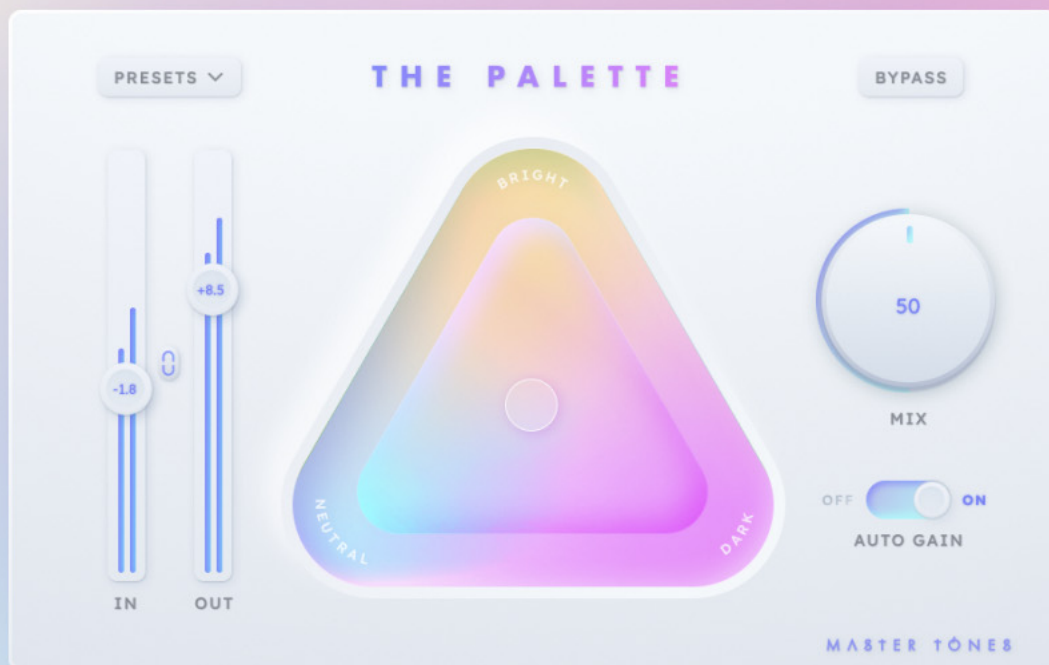 PRESETS
THE PALETTE
BYPASS
BRIGHT
+8.5
-1.8
50
MIX
OFF
ON
NEUTRAL
DARK
AUTO GAIN
IN
OUT
MASTER TONES